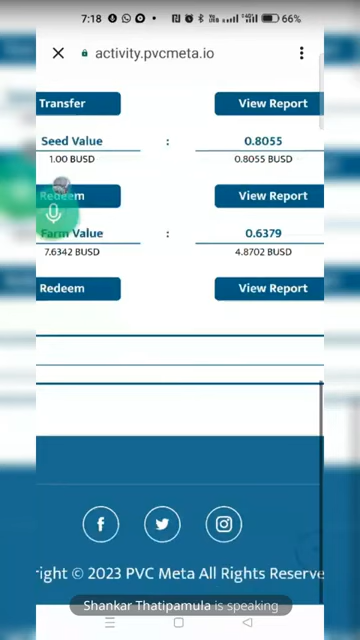 7:18
66%
activity.pvcmeta.io
Transfer
View Report
Seed Value : 0.8055
1.00 BUSD 0.8055 BUSD
Redeem
View Report
Farm Value : 0.6379
7.6342 BUSD 4.8702 BUSD
Redeem
View Report
right © 2023 PVC Meta All Rights Reserve
Shankar Thatipamula is speaking